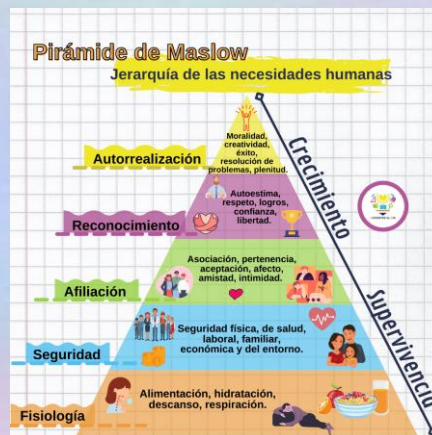 Pirámide de Maslow
Jerarquía de las necesidades humanas
Autorrealización
Moralidad,
creatividad,
éxito,
resolución de
problemas, plenitud.
Reconocimiento
Autoestima,
respeto, logros,
confianza,
libertad.
Afiliación
Asociación, pertenencia,
aceptación, afecto,
amistad, intimidad.
Seguridad
Seguridad física, de salud,
laboral, familiar,
económica y del entorno.
Fisiología
Alimentación, hidratación,
descanso, respiración.
Crecimiento
Supervivencia